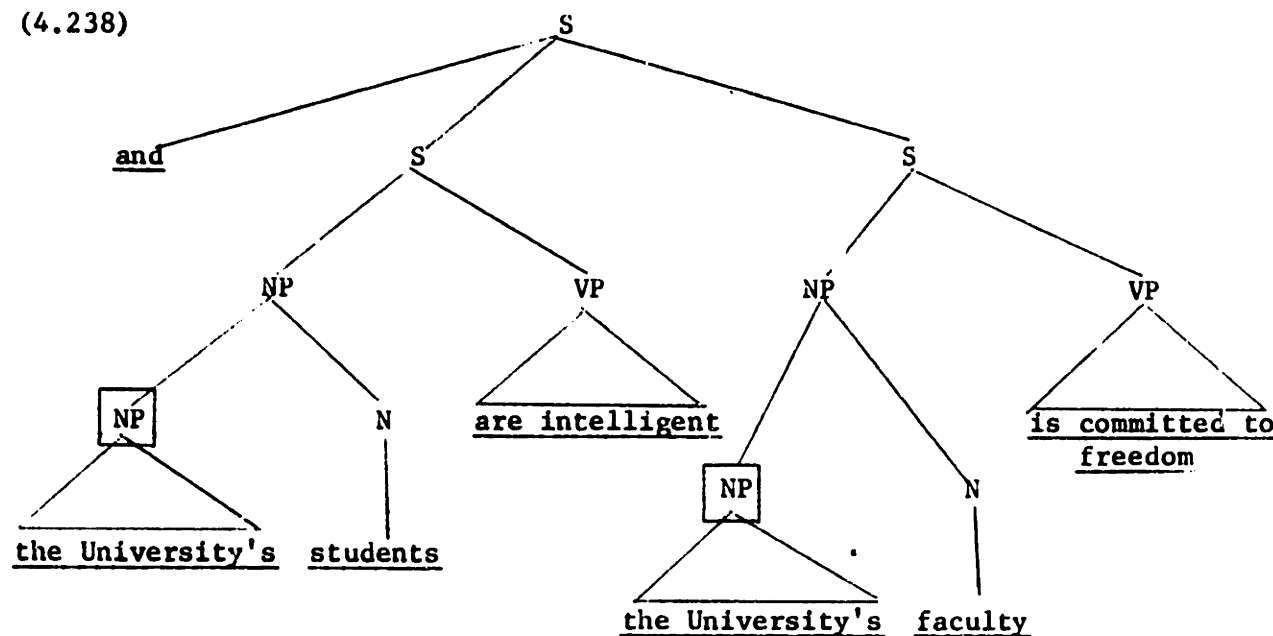 (4.238)
S
and S S
NP VP NP VP
NP N are intelligent is committed to
freedom
NP N
the University's students
the University's faculty